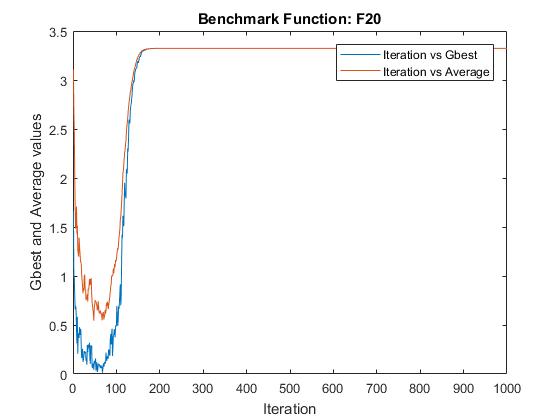 Benchmark Function: F20
3.5
3
2.5
2
1.5
1
0.5
0
Gbest and Average values
Iteration vs Gbest
Iteration vs Average
0 100 200 300 400 500 600 700 800 900 1000
Iteration